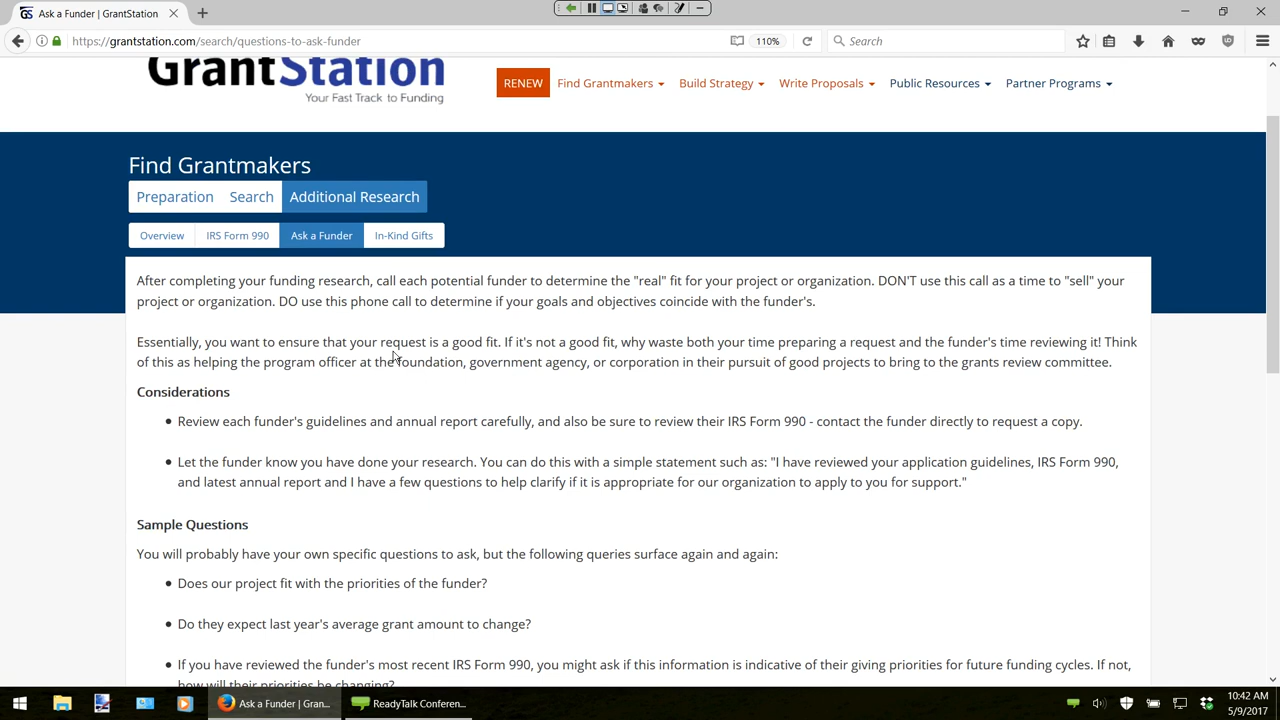 Ask a Funder | GrantStation
https://grantstation.com/search/questions-to-ask-funder
110%
Search
GrantStation
Your Fast Track to Funding
RENEW
Find Grantmakers
Build Strategy
Write Proposals
Public Resources
Partner Programs
Find Grantmakers
Preparation
Search
Additional Research
Overview
IRS Form 990
Ask a Funder
In-Kind Gifts
After completing your funding research, call each potential funder to determine the "real" fit for your project or organization. DON'T use this call as a time to "sell" your
project or organization. DO use this phone call to determine if your goals and objectives coincide with the funder's.
Essentially, you want to ensure that your request is a good fit. If it's not a good fit, why waste both your time preparing a request and the funder's time reviewing it! Think
of this as helping the program officer at the foundation, government agency, or corporation in their pursuit of good projects to bring to the grants review committee.
Considerations
Review each funder's guidelines and annual report carefully, and also be sure to review their IRS Form 990 - contact the funder directly to request a copy.
Let the funder know you have done your research. You can do this with a simple statement such as: "I have reviewed your application guidelines, IRS Form 990,
and latest annual report and I have a few questions to help clarify if it is appropriate for our organization to apply to you for support."
Sample Questions
You will probably have your own specific questions to ask, but the following queries surface again and again:
Does our project fit with the priorities of the funder?
Do they expect last year's average grant amount to change?
If you have reviewed the funder's most recent IRS Form 990, you might ask if this information is indicative of their giving priorities for future funding cycles. If not,
how will their priorities be changing?
Ask a Funder | Gran...
ReadyTalk Conferen...
10:42 AM
5/9/2017